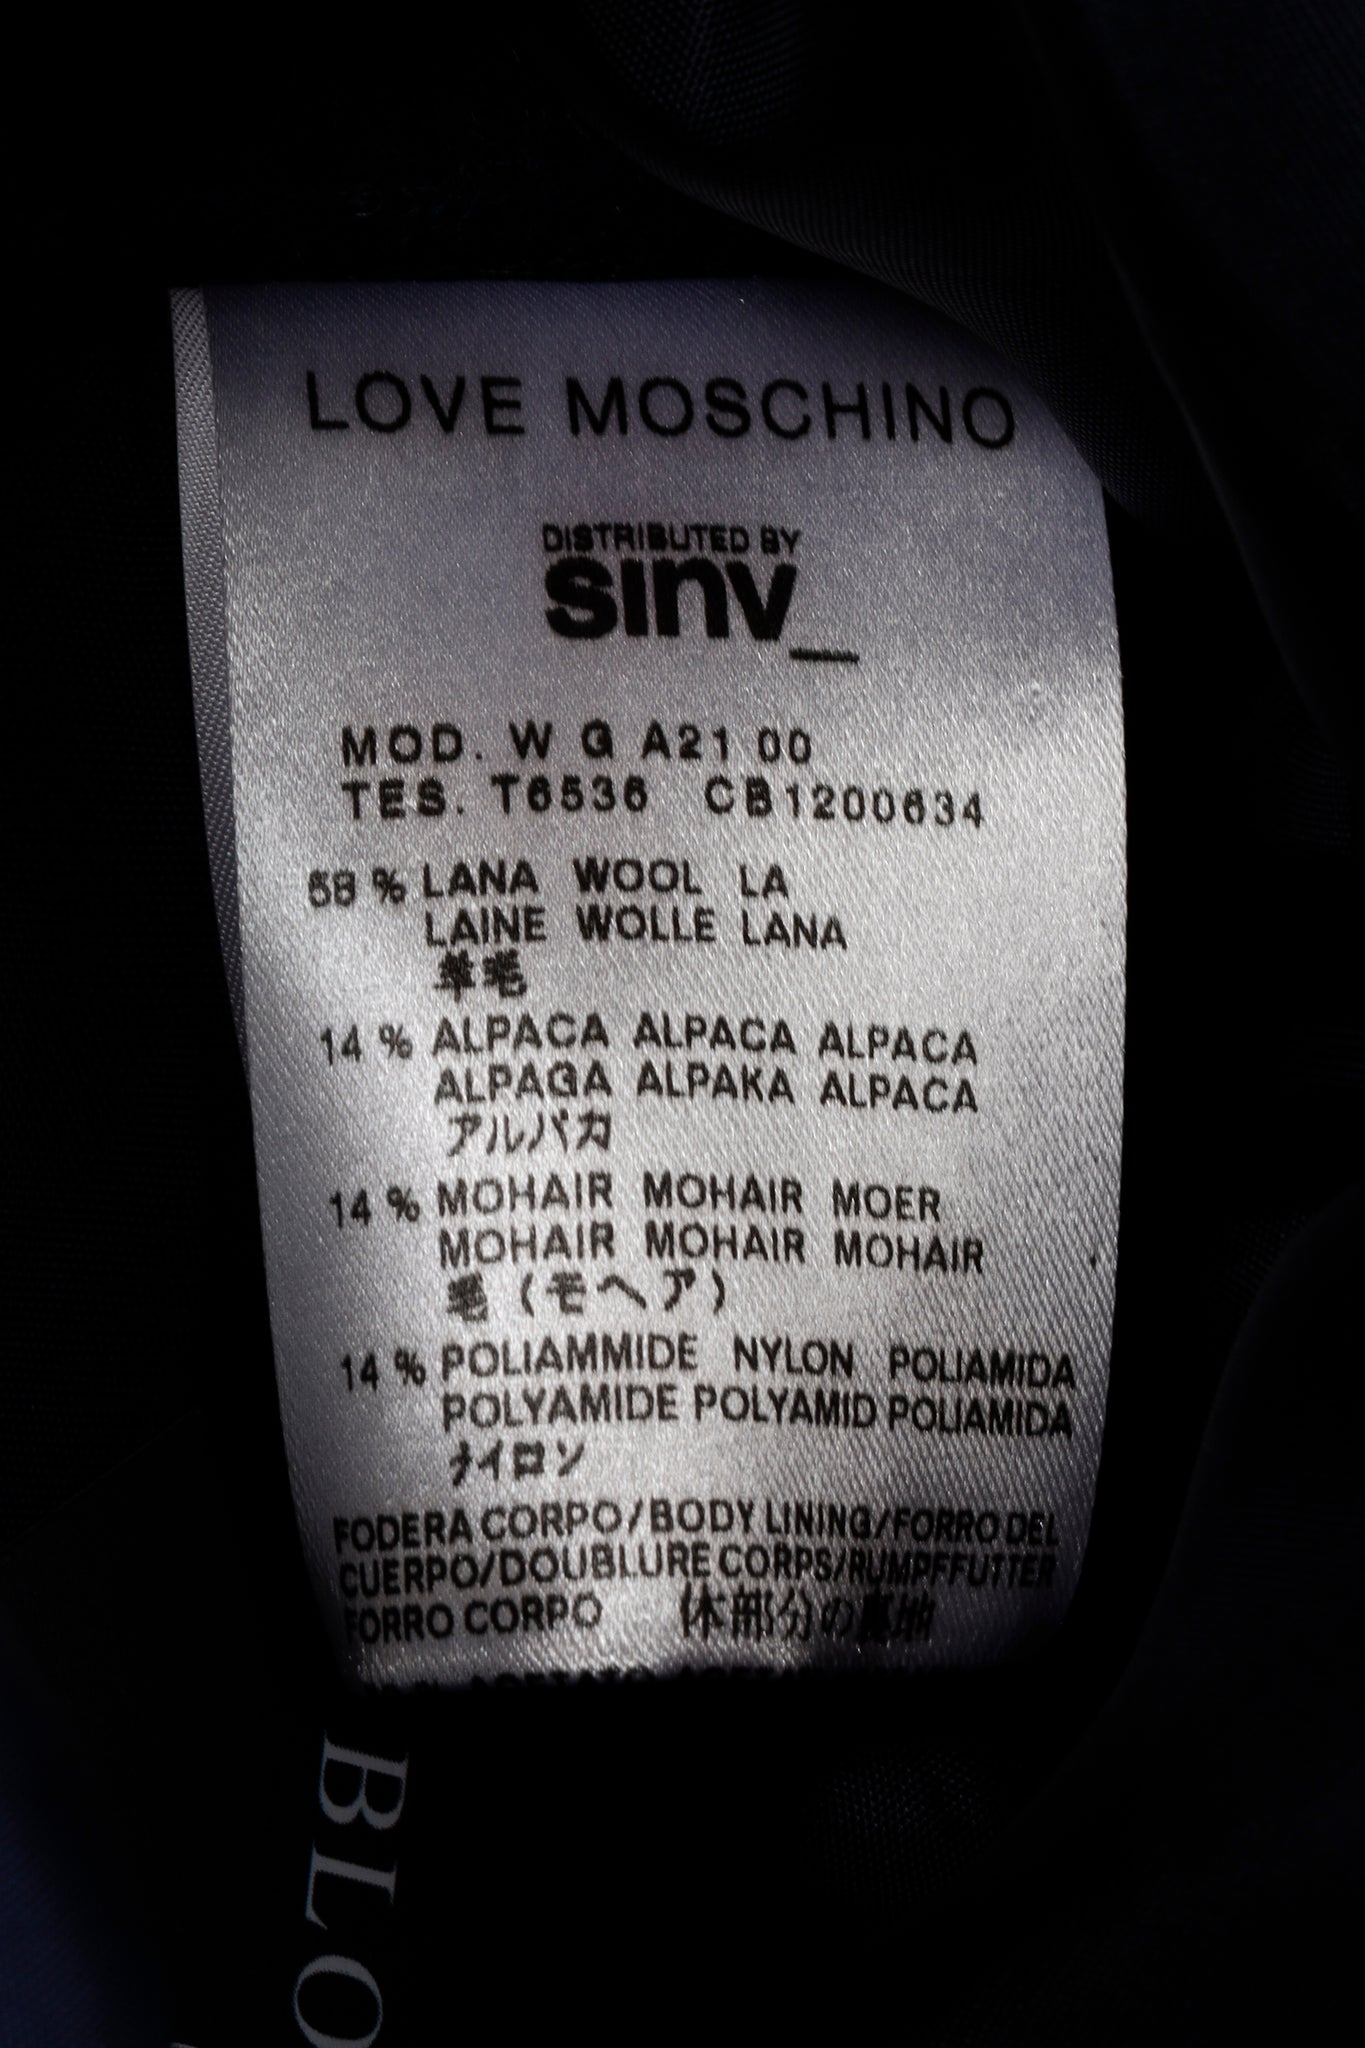 LOVE MOSCHINO
DISTRIBUTED BY
sınv_
MOD. W G A21 00
TES. T6536 CB1200634
58 % LANA WOOL LA
LAINE WOLLE LANA
羊毛
14 % ALPACA ALPACA ALPACA
ALPAGA ALPAKA ALPACA
アルパカ
14 % MOHAIR MOHAIR MOER
MOHAIR MOHAIR MOHAIR
毛 (モヘア)
14 % POLIAMMIDE NYLON POLIAMIDA
POLYAMIDE POLYAMID POLIAMIDA
ナイロン
FODERA CORPO/BODY LINING/FORRO DEL
CUERPO/DOUBLURE CORPS/RUMPFFUTTER
FORRO CORPO 体部分の裏地
BLO